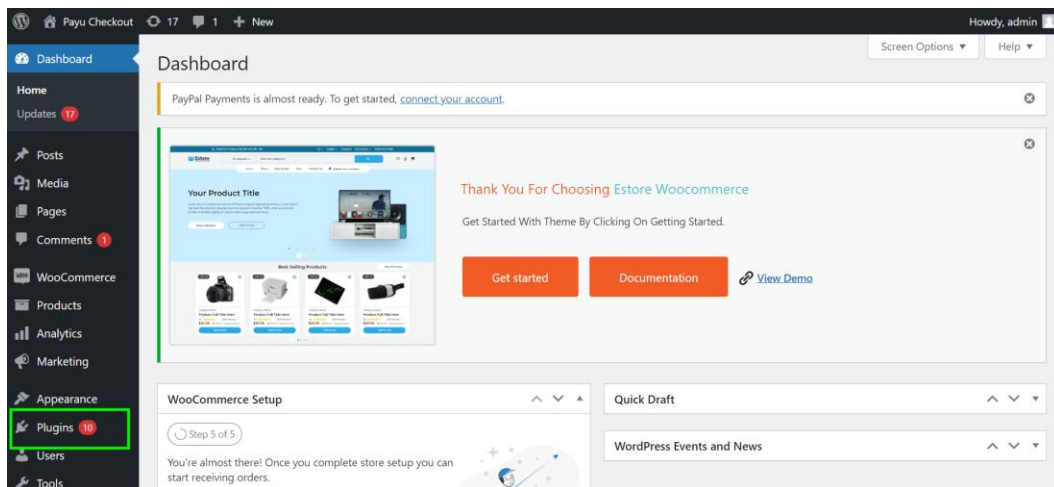 Payu Checkout 17 1 + New
Howdy, admin
Screen Options ▼ Help ▼
Dashboard
Home
Updates 17
Posts
Media
Pages
Comments 1
WooCommerce
Products
Analytics
Marketing
Appearance
Plugins 10
Users
Tools
Dashboard
PayPal Payments is almost ready. To get started, connect your account.
Estore
Your Product Title
Best Selling Products
Thank You For Choosing Estore Woocommerce
Get Started With Theme By Clicking On Getting Started.
Get started
Documentation
View Demo
WooCommerce Setup
Step 5 of 5
You're almost there! Once you complete store setup you can
start receiving orders.
Quick Draft
WordPress Events and News